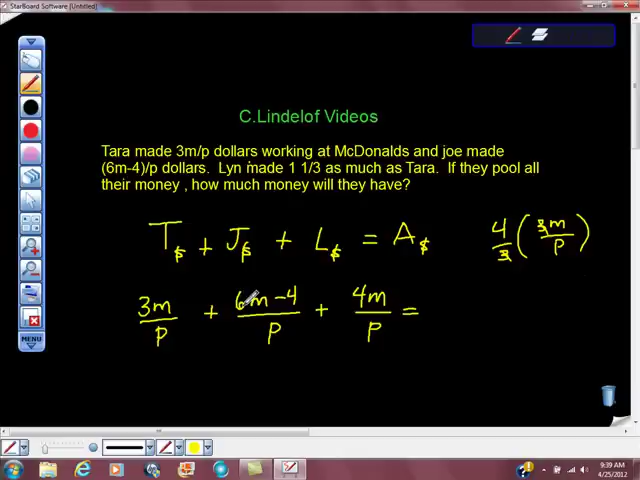 StarBoard Software [Untitled]
C.Lindelof Videos
Tara made 3m/p dollars working at McDonalds and joe made
(6m-4)/p dollars.  Lyn made 1 1/3 as much as Tara.  If they pool all
their money , how much money will they have?
T$ + J$ + L$ = A$
4/3 (3m/p)
3m/p + (6m-4)/p + 4m/p =
MENU
9:39 AM
4/25/2012